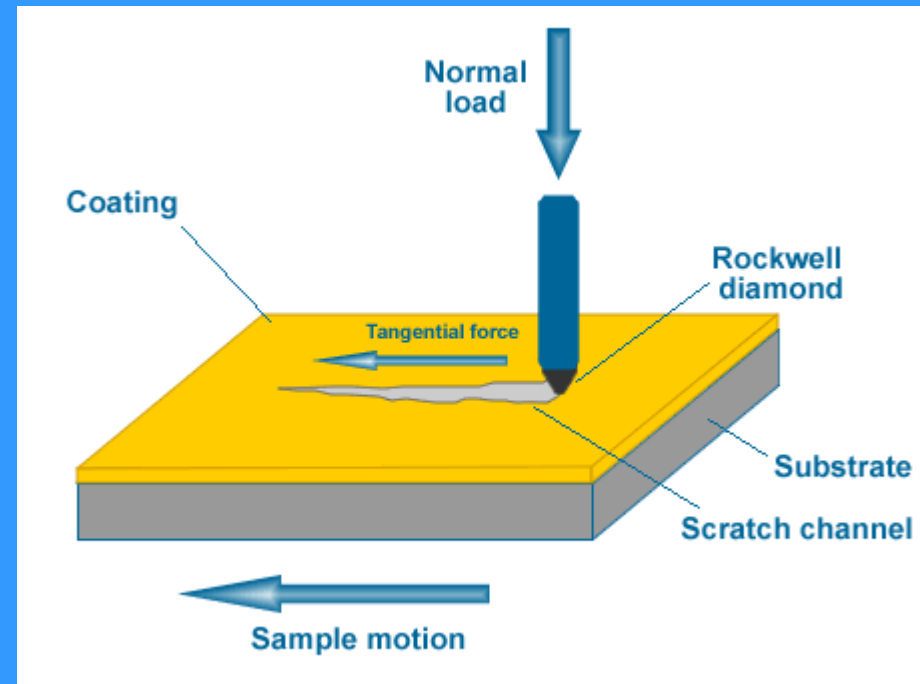 Normal
load
Coating
Rockwell
diamond
Tangential force
Substrate
Scratch channel
Sample motion